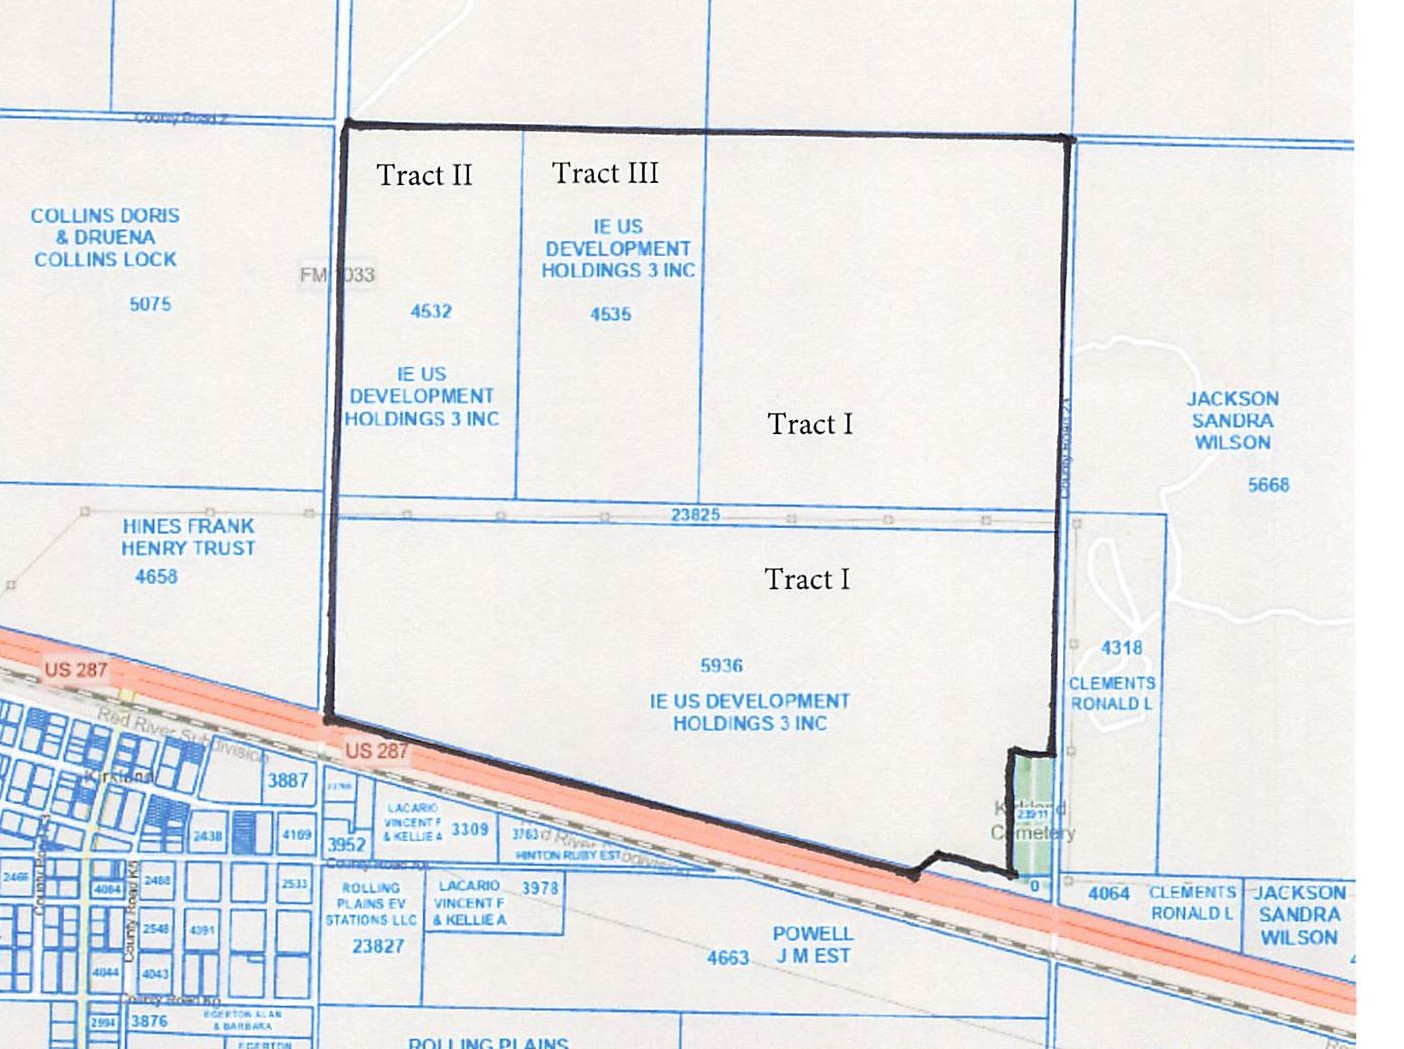 County Road Z
Tract II
Tract III
COLLINS DORIS
& DRUENA
COLLINS LOCK
5075
IE US
DEVELOPMENT
HOLDINGS 3 INC
4535
4532
IE US
DEVELOPMENT
HOLDINGS 3 INC
Tract I
JACKSON
SANDRA
WILSON
5668
23825
HINES FRANK
HENRY TRUST
4658
Tract I
5936
IE US DEVELOPMENT
HOLDINGS 3 INC
4318
CLEMENTS
RONALD L
US 287
US 287
Red River Subdivision
Kirkland
3887
2438
4169
3952
LACARIO
VINCENT F
& KELLIE A
3309
3763
HINTON RUBY EST
Kirkland
23911
Cemetery
0
2466
4084
2488
2533
2548
4391
4044
4043
2994
3876
EGERTON ALAN
& BARBARA
EGERTON
ROLLING
PLAINS EV
STATIONS LLC
23827
LACARIO
VINCENT F
& KELLIE A
3978
4663
POWELL
J M EST
4064
CLEMENTS
RONALD L
JACKSON
SANDRA
WILSON
ROLLING PLAINS